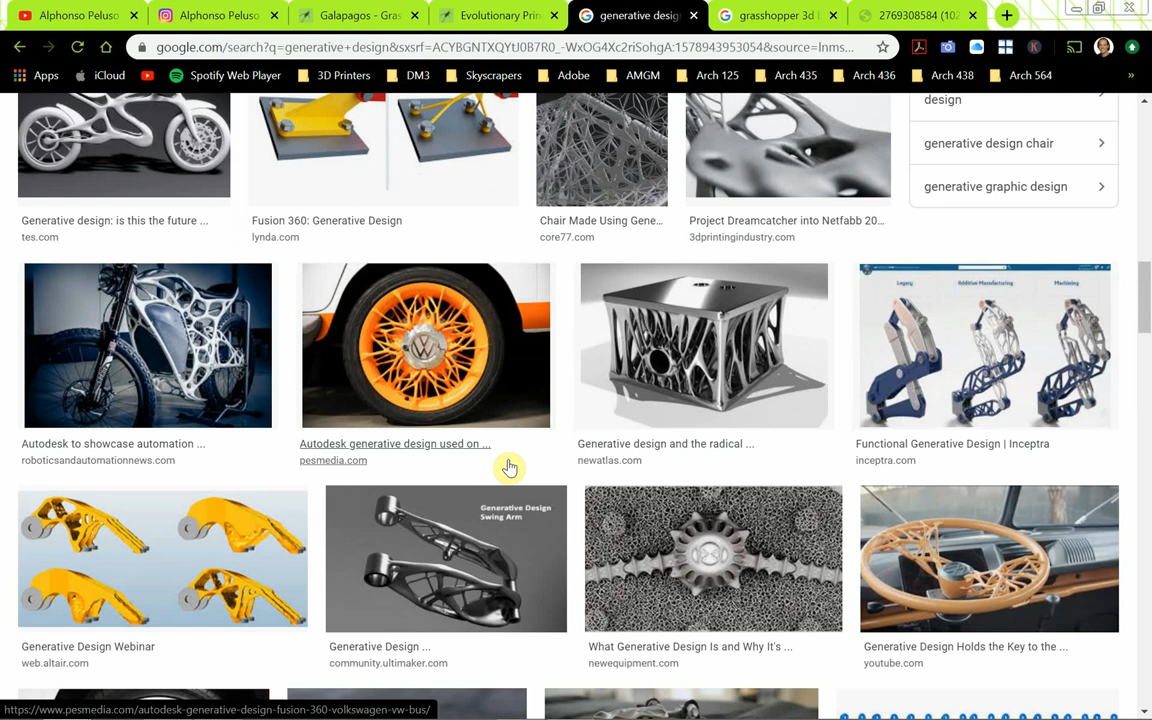 Alphonso Peluso
Alphonso Peluso
Galapagos - Gras
Evolutionary Prin
generative desig
grasshopper 3d
2769308584 (102
google.com/search?q=generative+design&sxsrf=ACYBGNTXQYtJ0B7R0_-WxOG4Xc2riSohgA:1578943953054&source=lnms...
Apps
iCloud
Spotify Web Player
3D Printers
DM3
Skyscrapers
Adobe
AMGM
Arch 125
Arch 435
Arch 436
Arch 438
Arch 564
»
design
generative design chair
generative graphic design
Generative design: is this the future ...
tes.com
Fusion 360: Generative Design
lynda.com
Chair Made Using Gene...
core77.com
Project Dreamcatcher into Netfabb 20...
3dprintingindustry.com
Legacy
Additive Manufacturing
Machining
Autodesk to showcase automation ...
roboticsandautomationnews.com
Autodesk generative design used on ...
pesmedia.com
Generative design and the radical ...
newatlas.com
Functional Generative Design | Inceptra
inceptra.com
Generative Design
Swing Arm
Generative Design Webinar
web.altair.com
Generative Design ...
community.ultimaker.com
What Generative Design Is and Why It's ...
newequipment.com
Generative Design Holds the Key to the ...
youtube.com
https://www.pesmedia.com/autodesk-generative-design-fusion-360-volkswagen-vw-bus/